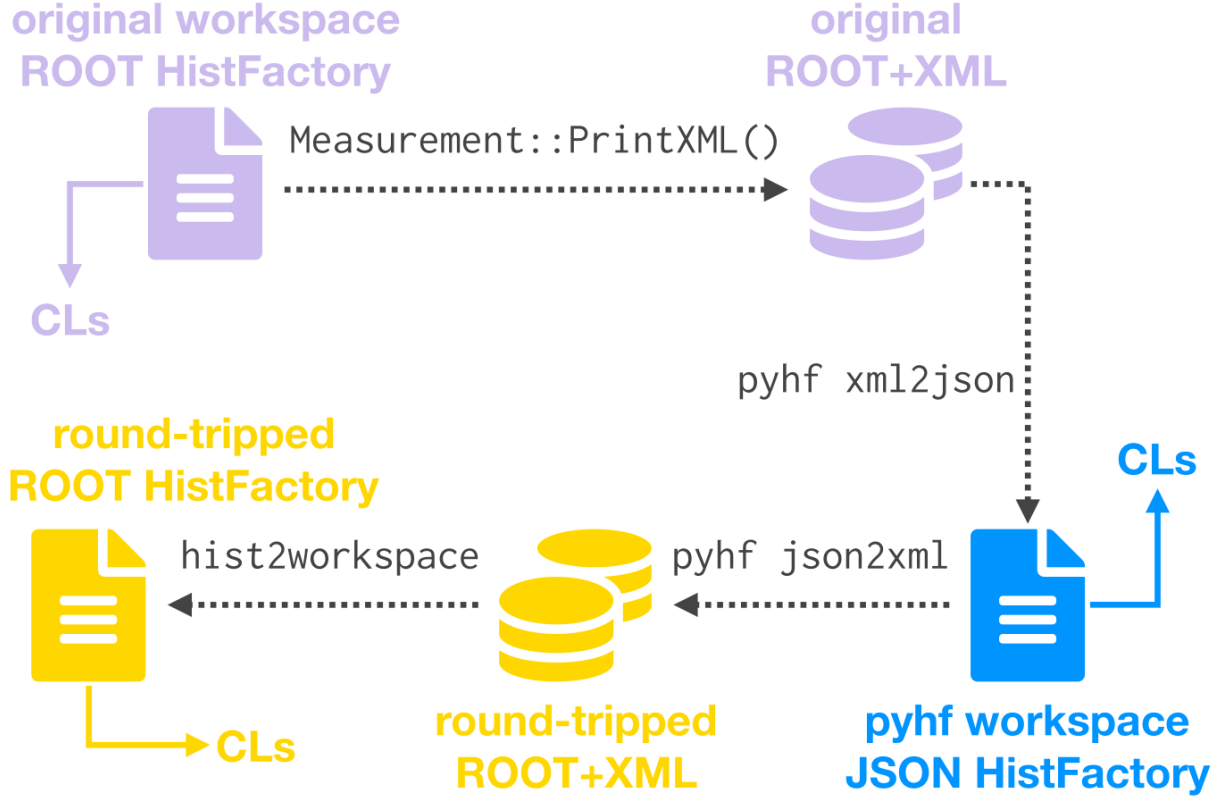 original workspace
ROOT HistFactory
original
ROOT+XML
Measurement::PrintXML()
CLs
pyhf xml2json
round-tripped
ROOT HistFactory
CLs
hist2workspace
pyhf json2xml
CLs
round-tripped
ROOT+XML
pyhf workspace
JSON HistFactory